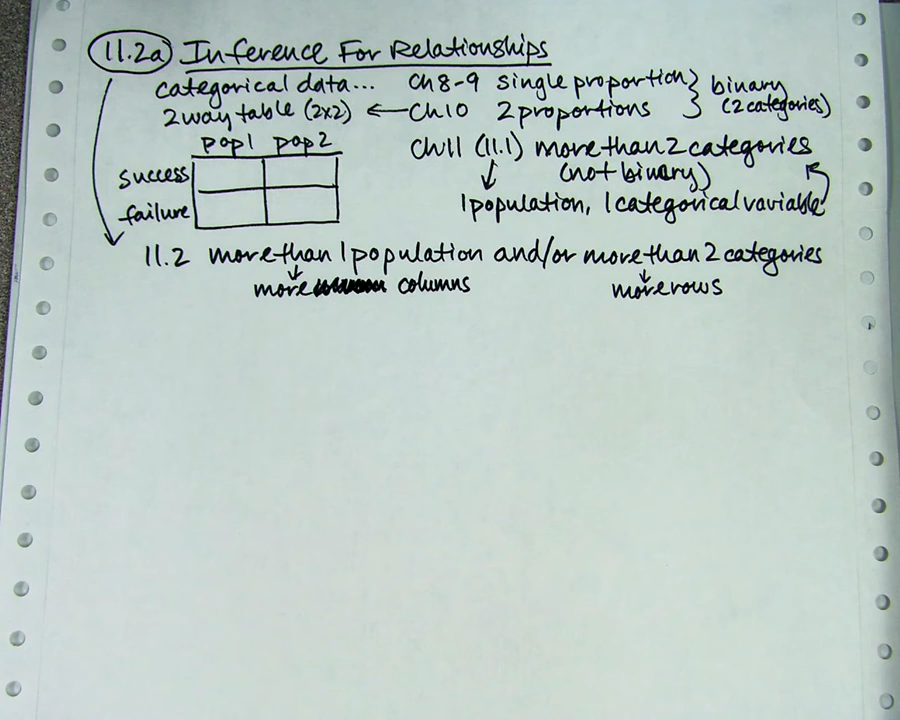 11.2a Inference For Relationships
categorical data... Ch 8-9 single proportion } binary
2 way table (2x2) ← Ch10 2 proportions } (2 categories)
pop1 pop2 Ch 11 (11.1) more than 2 categories
success (not binary)
failure 1 population, 1 categorical variable
11.2 more than 1 population and/or more than 2 categories
more columns more rows